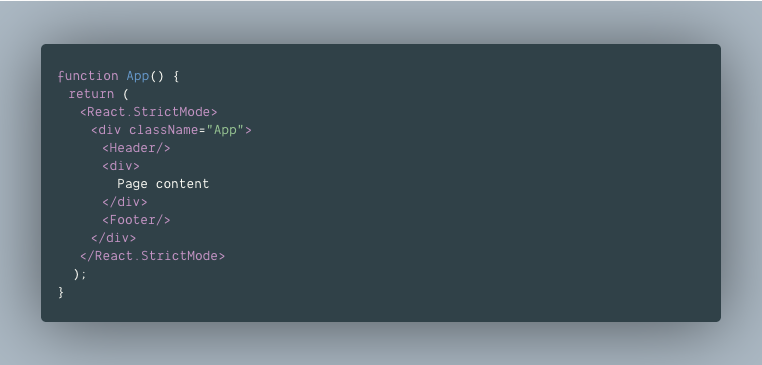 function App() {
  return (
    <React.StrictMode>
      <div className="App">
        <Header/>
        <div>
          Page content
        </div>
        <Footer/>
      </div>
    </React.StrictMode>
  );
}